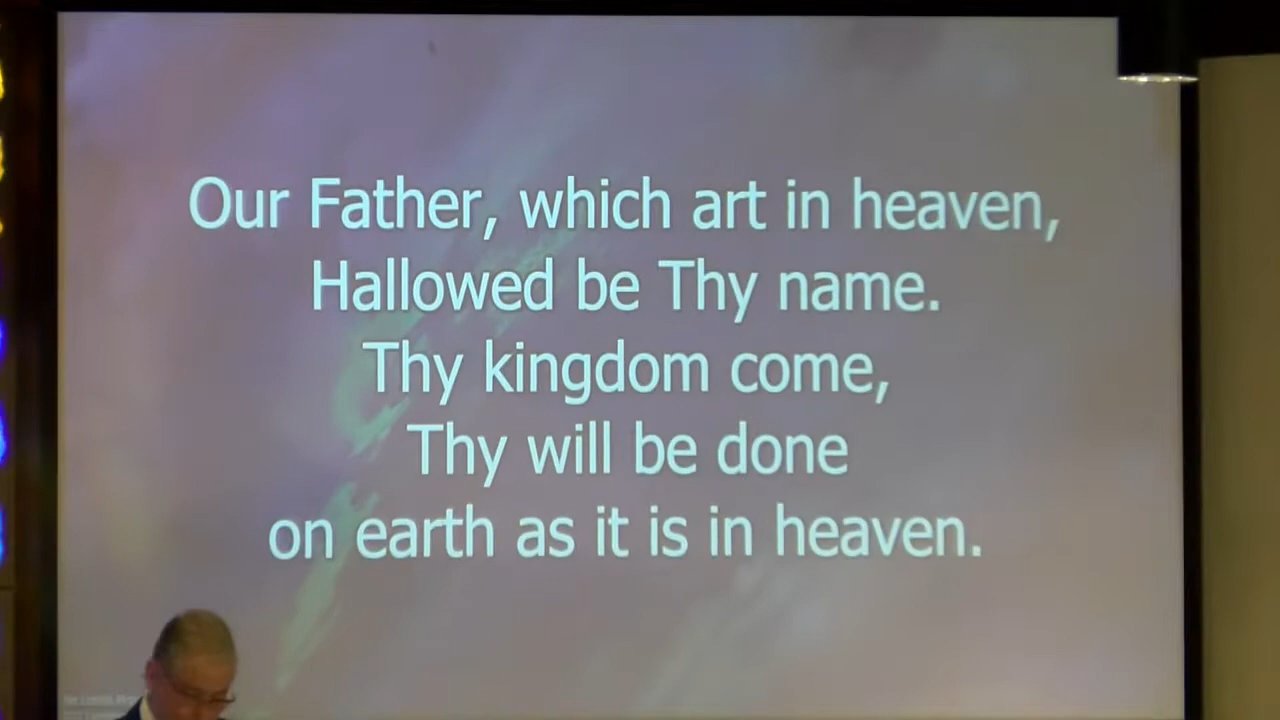 Our Father, which art in heaven,
Hallowed be Thy name.
Thy kingdom come,
Thy will be done
on earth as it is in heaven.